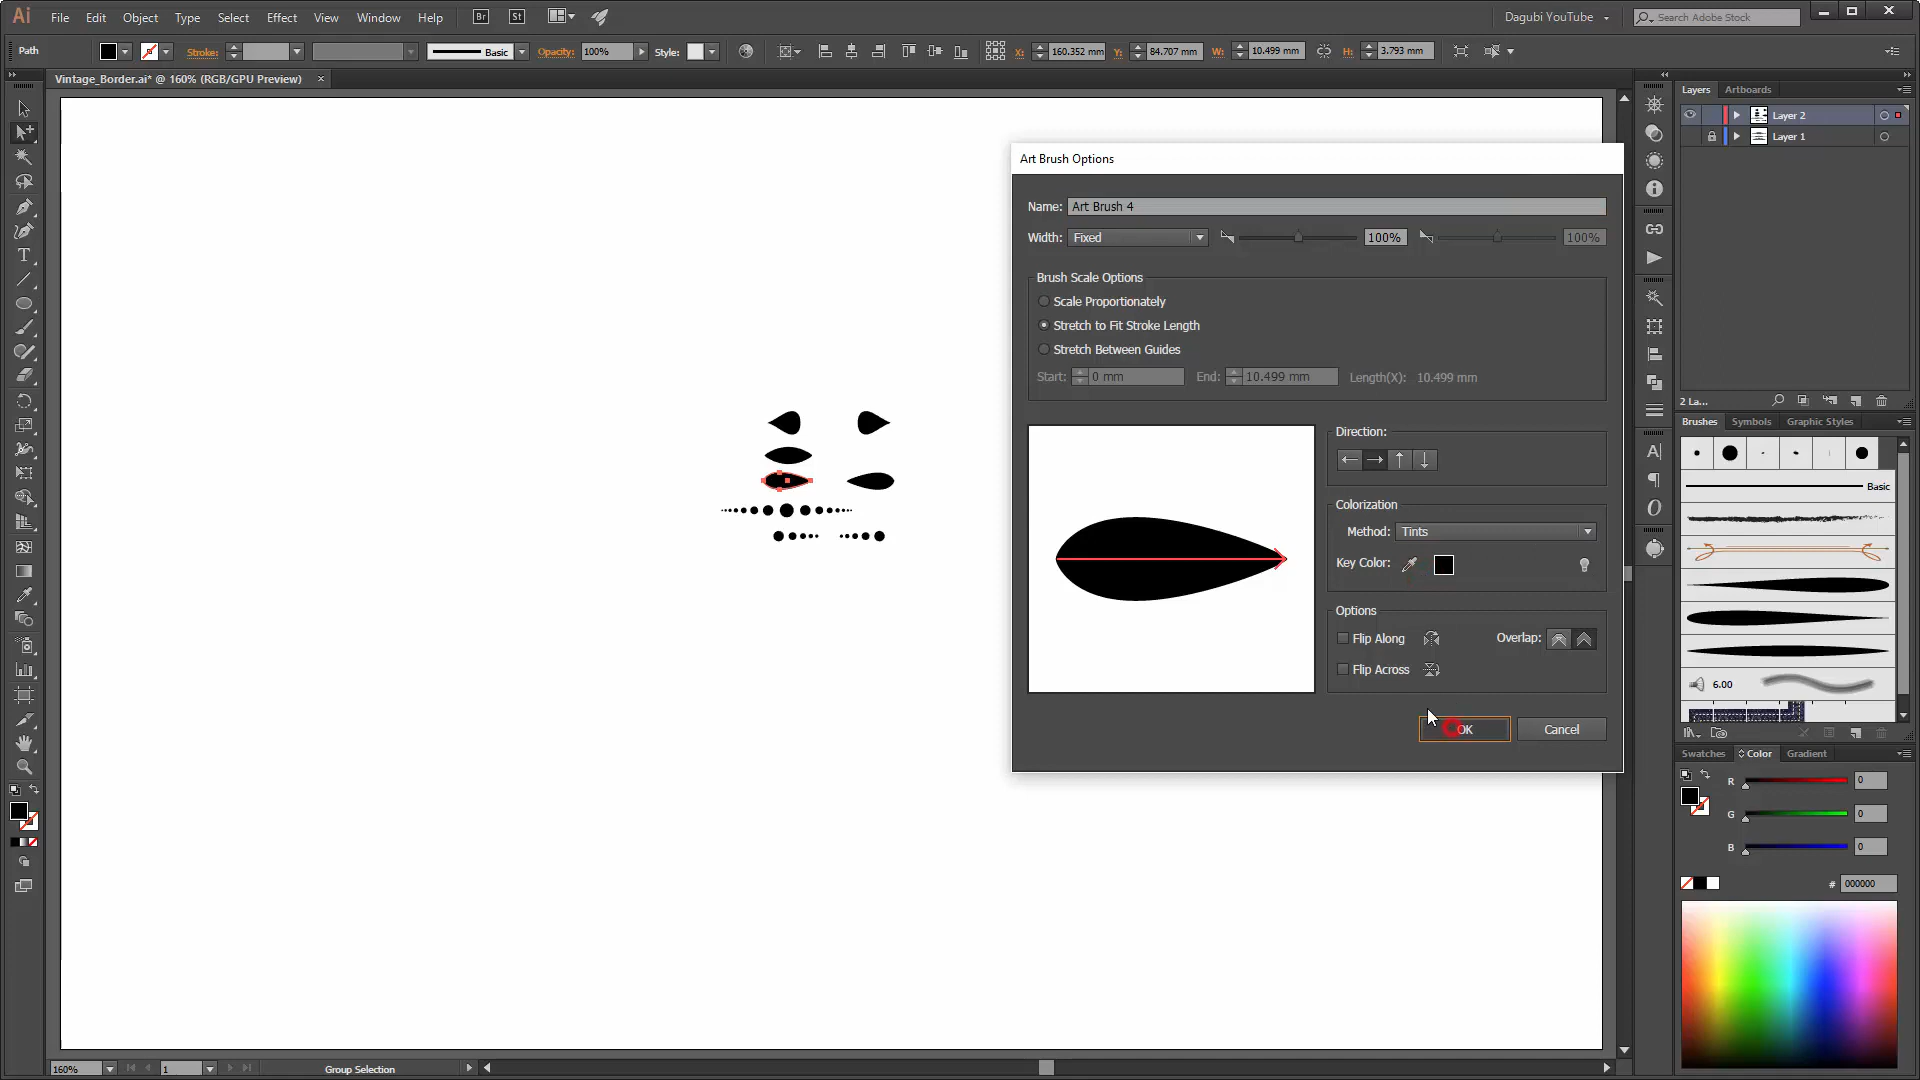 Ai File Edit Object Type Select Effect View Window Help Br St Dagubi YouTube Search Adobe Stock
Path Stroke: Basic Opacity: 100% Style: X: 160.352 mm Y: 84.707 mm W: 10.499 mm H: 3.793 mm
Vintage_Border.ai* @ 160% (RGB/GPU Preview)
Layers Artboards
Layer 2
Layer 1
2 La...
Art Brush Options
Name: Art Brush 4
Width: Fixed 100% 100%
Brush Scale Options
Scale Proportionately
Stretch to Fit Stroke Length
Stretch Between Guides
Start: 0 mm End: 10.499 mm Length(X): 10.499 mm
Direction:
Colorization
Method: Tints
Key Color:
Options
Flip Along Overlap:
Flip Across
OK Cancel
Brushes Symbols Graphic Styles
Basic
6.00
Swatches Color Gradient
R 0
G 0
B 0
# 000000
160% 1 Group Selection